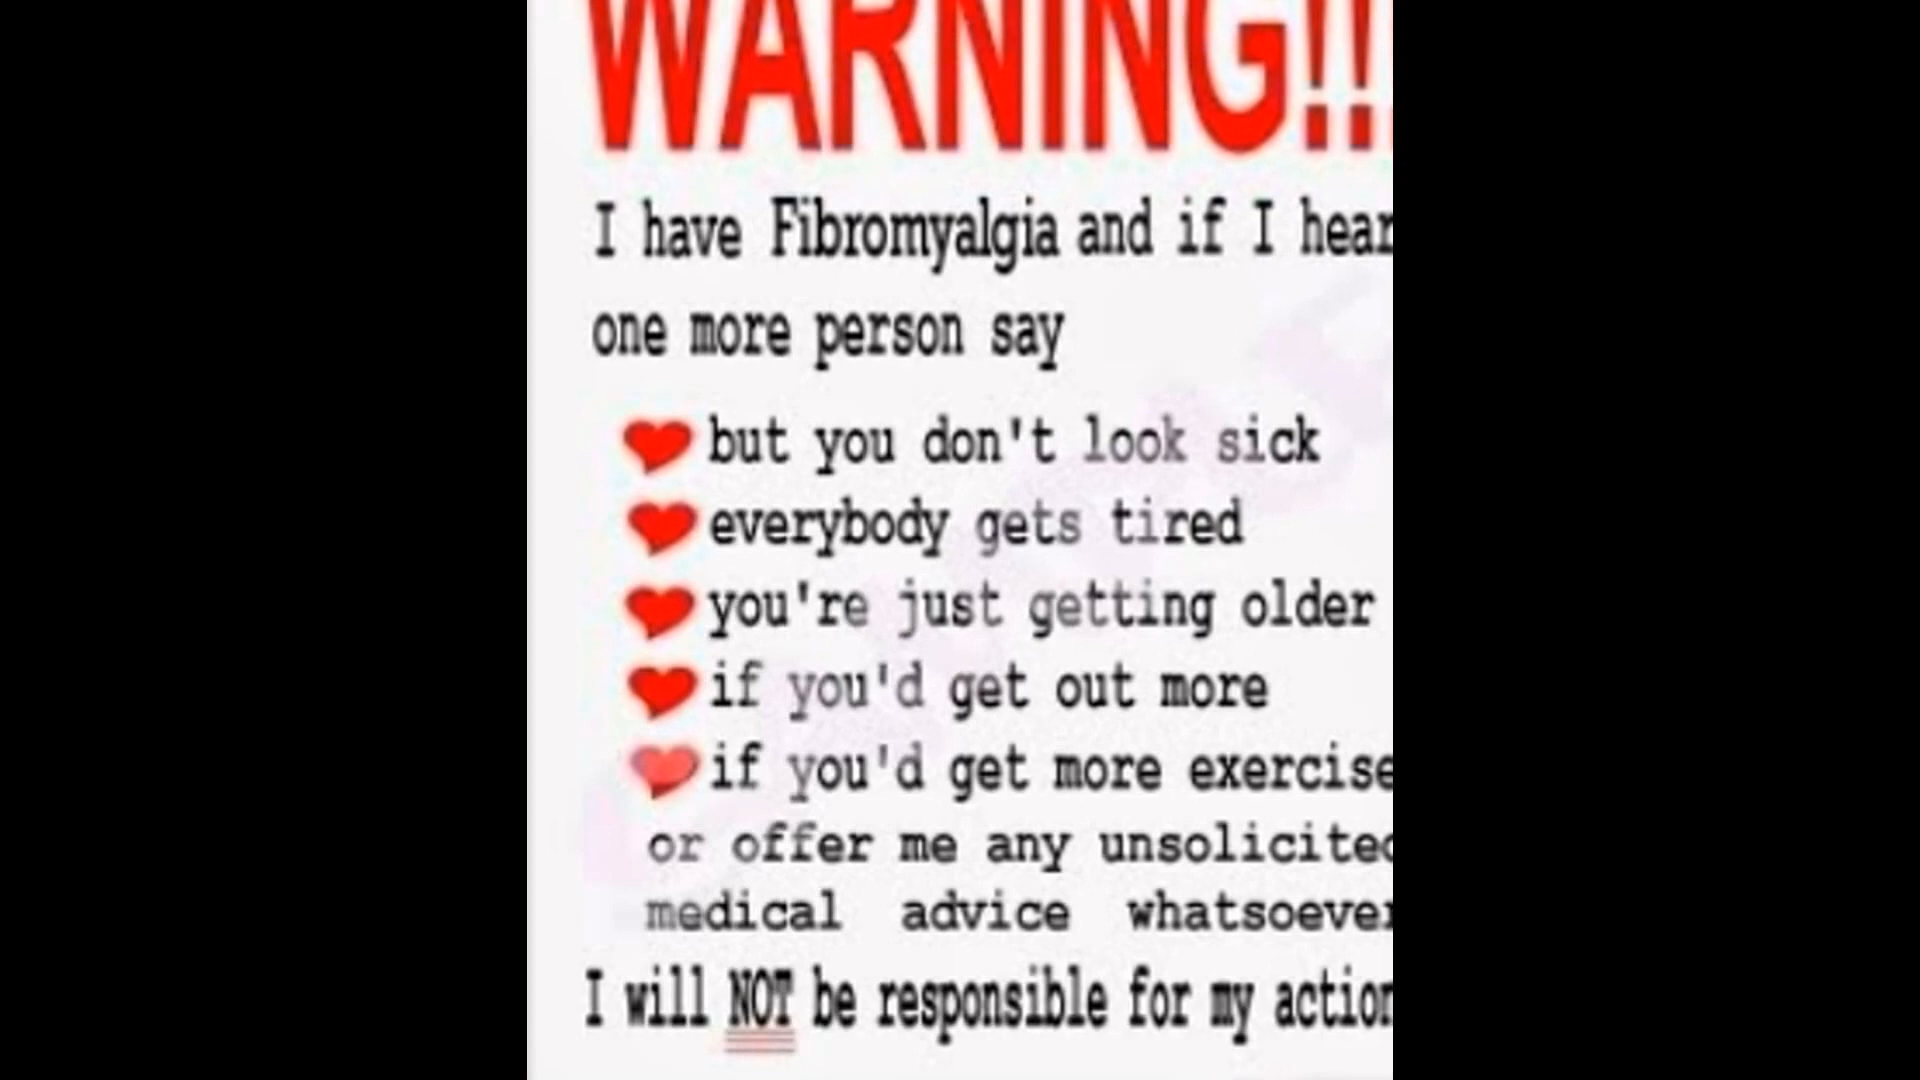 WARNING!!!
I have Fibromyalgia and if I hear
one more person say
but you don't look sick
everybody gets tired
you're just getting older
if you'd get out more
if you'd get more exercise
or offer me any unsolicited
medical advice whatsoever
I will NOT be responsible for my action